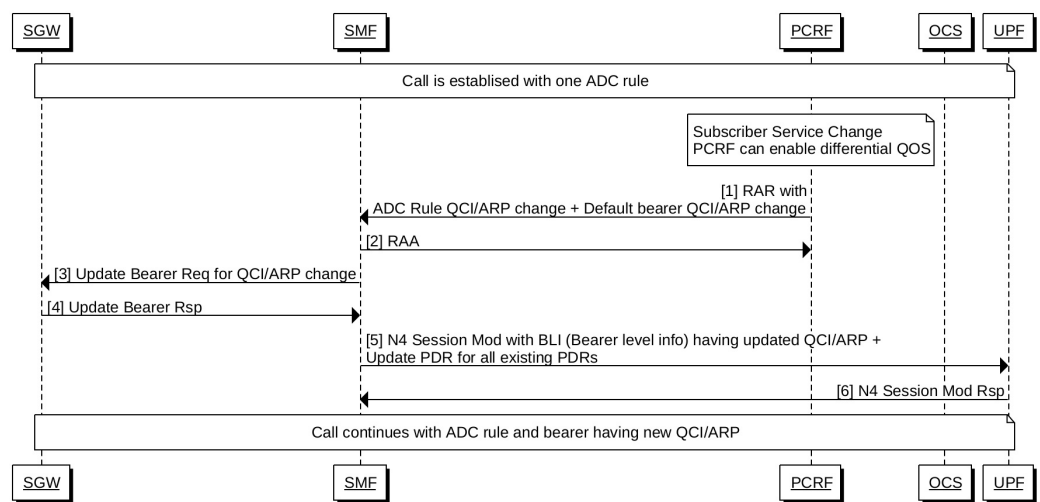 SGW SMF PCRF OCS UPF
Call is establised with one ADC rule
Subscriber Service Change
PCRF can enable differential QOS
[1] RAR with
ADC Rule QCI/ARP change + Default bearer QCI/ARP change
[2] RAA
[3] Update Bearer Req for QCI/ARP change
[4] Update Bearer Rsp
[5] N4 Session Mod with BLI (Bearer level info) having updated QCI/ARP +
Update PDR for all existing PDRs
[6] N4 Session Mod Rsp
Call continues with ADC rule and bearer having new QCI/ARP
SGW SMF PCRF OCS UPF